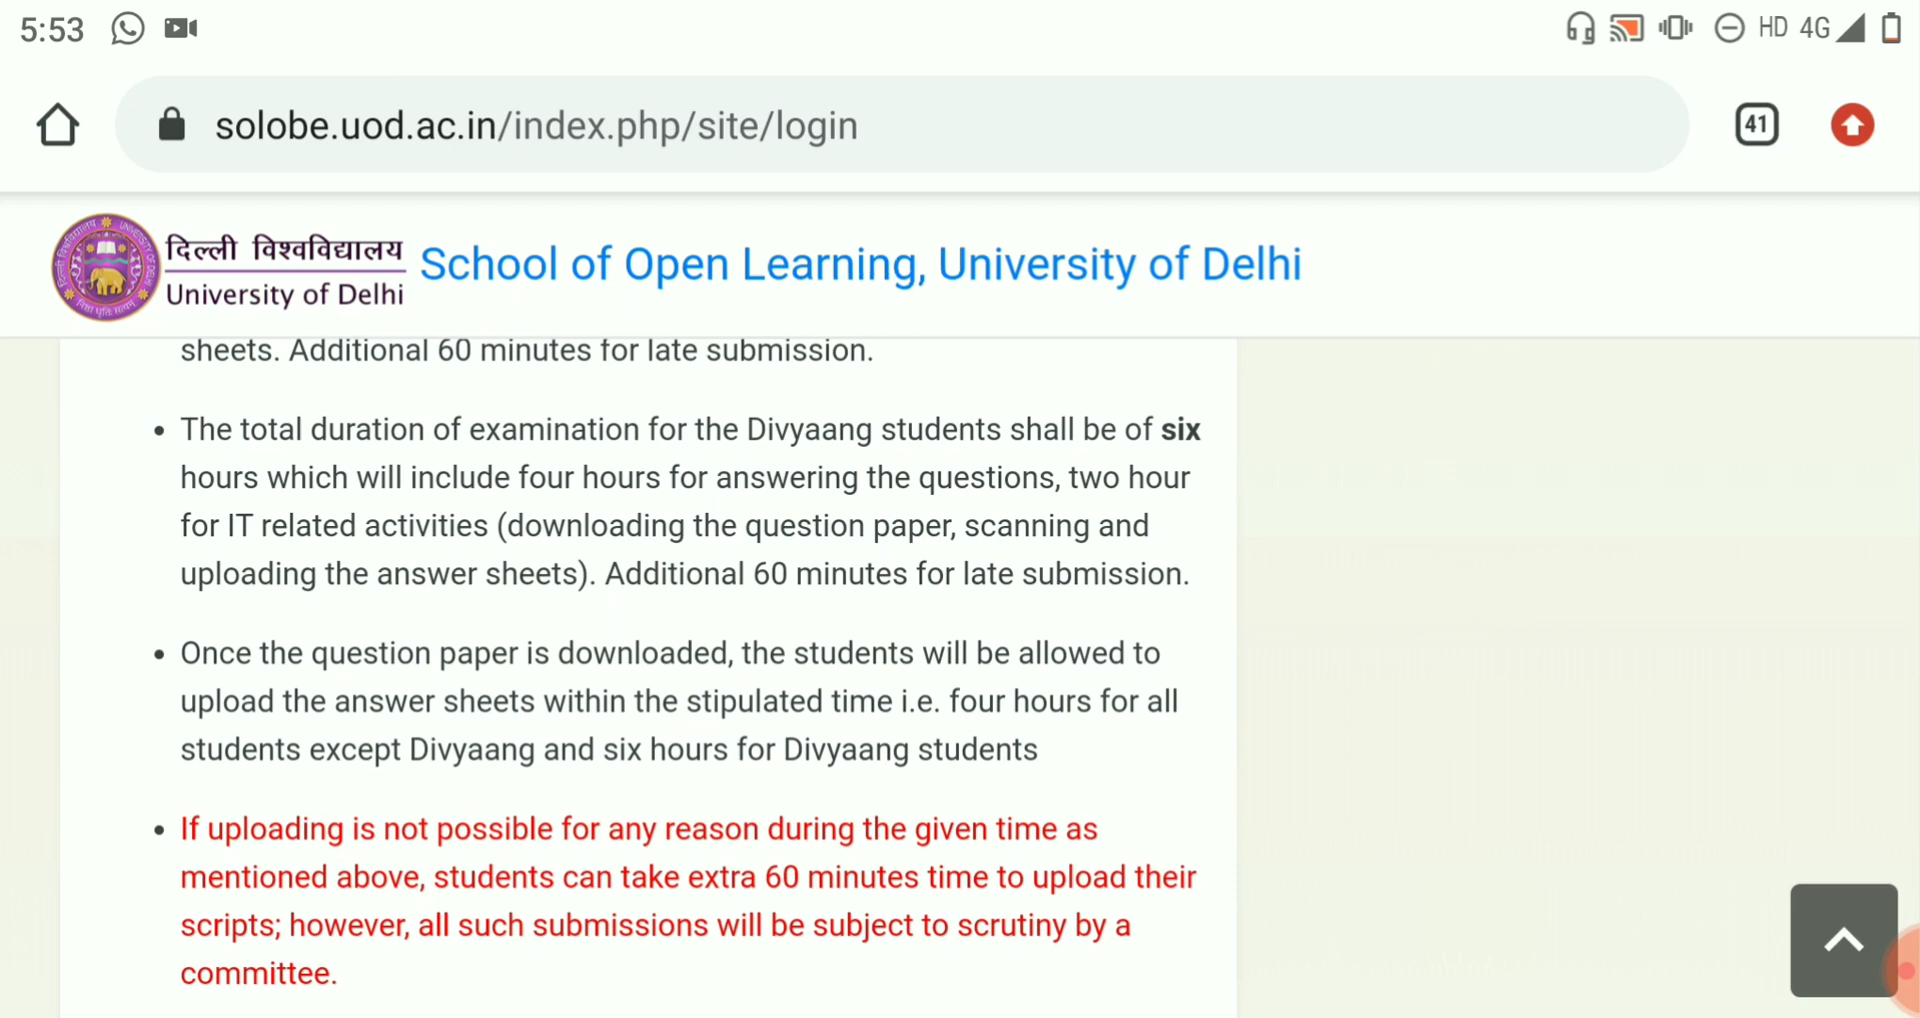 5:53 HD 4G
solobe.uod.ac.in/index.php/site/login 41
दिल्ली विश्वविद्यालय
University of Delhi
School of Open Learning, University of Delhi
sheets. Additional 60 minutes for late submission.
• The total duration of examination for the Divyaang students shall be of six
hours which will include four hours for answering the questions, two hour
for IT related activities (downloading the question paper, scanning and
uploading the answer sheets). Additional 60 minutes for late submission.
• Once the question paper is downloaded, the students will be allowed to
upload the answer sheets within the stipulated time i.e. four hours for all
students except Divyaang and six hours for Divyaang students
• If uploading is not possible for any reason during the given time as
mentioned above, students can take extra 60 minutes time to upload their
scripts; however, all such submissions will be subject to scrutiny by a
committee.